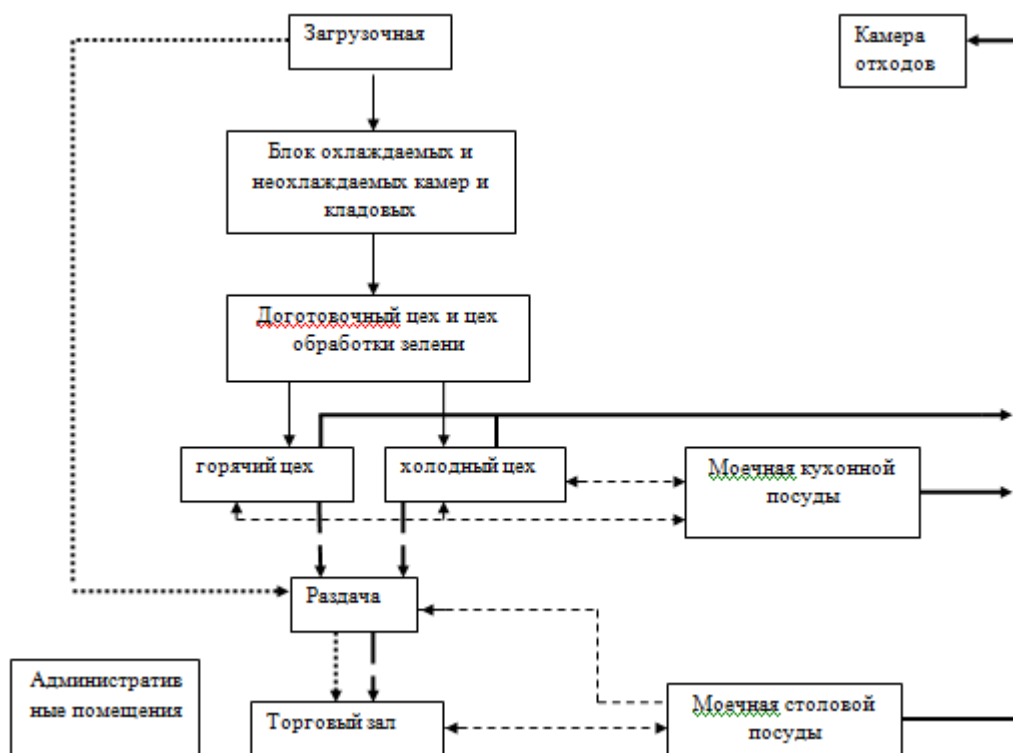 Загрузочная
Камера
отходов
Блок охлаждаемых и
неохлаждаемых камер и
кладовых
Доготовочный цех и цех
обработки зелени
горячий цех
холодный цех
Моечная кухонной
посуды
Раздача
Административ
ные помещения
Торговый зал
Моечная столовой
посуды